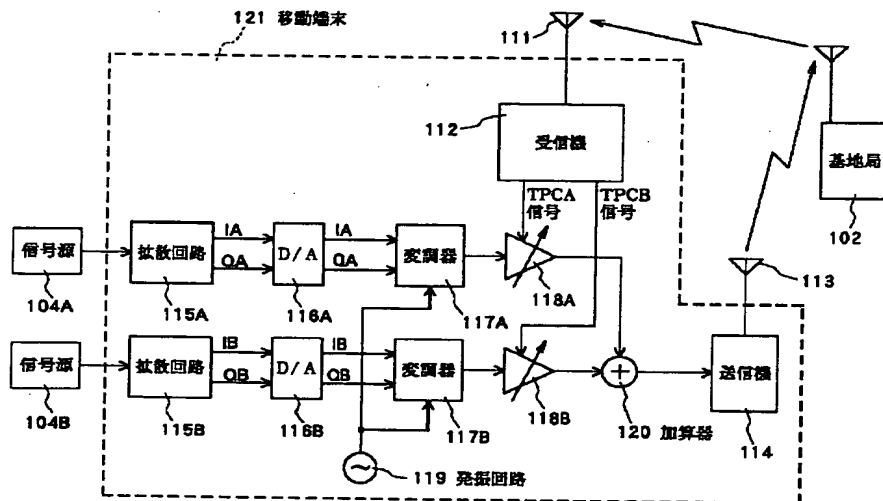 121 移動端末
111
112
受信機
基地局
102
TPCA
信号
TPCB
信号
113
信号源
104A
拡散回路
115A
IA
QA
D/A
116A
IA
QA
変調器
117A
118A
信号源
104B
拡散回路
115B
IB
QB
D/A
116B
IB
QB
変調器
117B
118B
120 加算器
送信機
114
119 発振回路